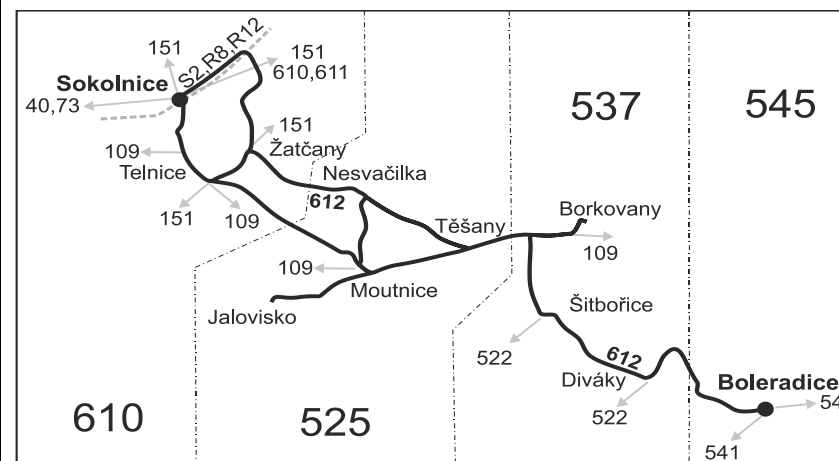 151
S2,R8,R12
151
610,611
Sokolnice
40,73
537
545
151
Žatčany
109
Telnice
Nesvačilka
612
151
109
Borkovany
Těšany
109
109
Moutnice
Jalovisko
Šitbořice
522
612
Diváky
Boleradice
522
541
610
525